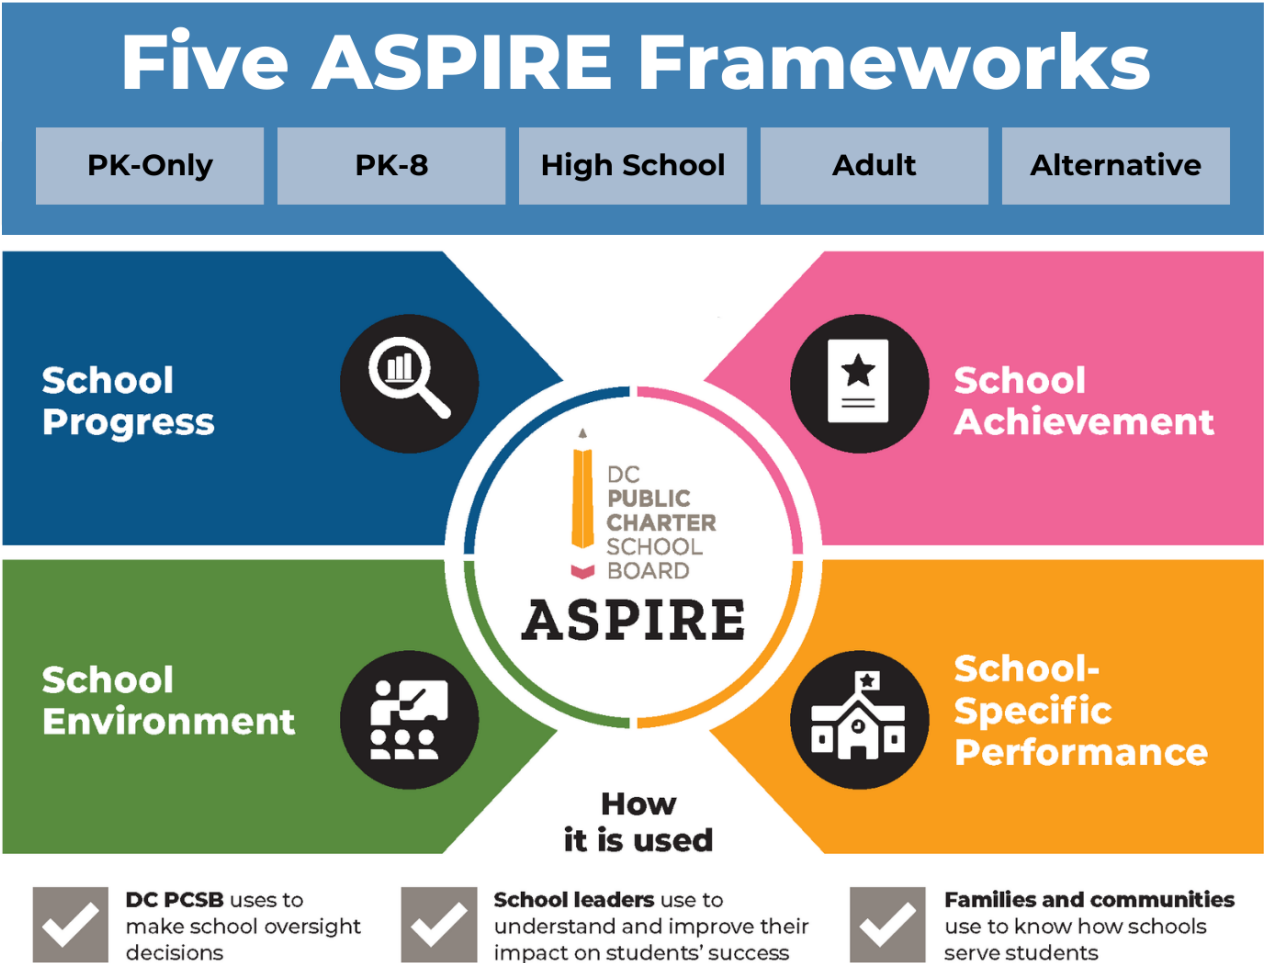 Five ASPIRE Frameworks
PK-Only
PK-8
High School
Adult
Alternative
School
Progress
School
Achievement
DC
PUBLIC
CHARTER
SCHOOL
BOARD
ASPIRE
School
Environment
School-
Specific
Performance
How
it is used
DC PCSB uses to
make school oversight
decisions
School leaders use to
understand and improve their
impact on students' success
Families and communities
use to know how schools
serve students